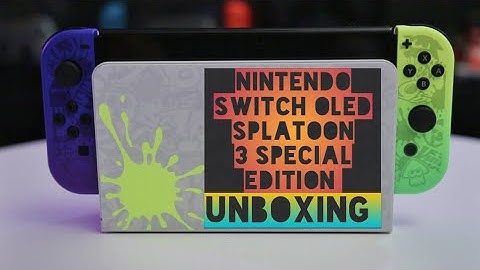 NINTENDO
SWITCH OLED
SPLATOON
3 SPECIAL
EDITION
UNBOXING
X
Y A
B